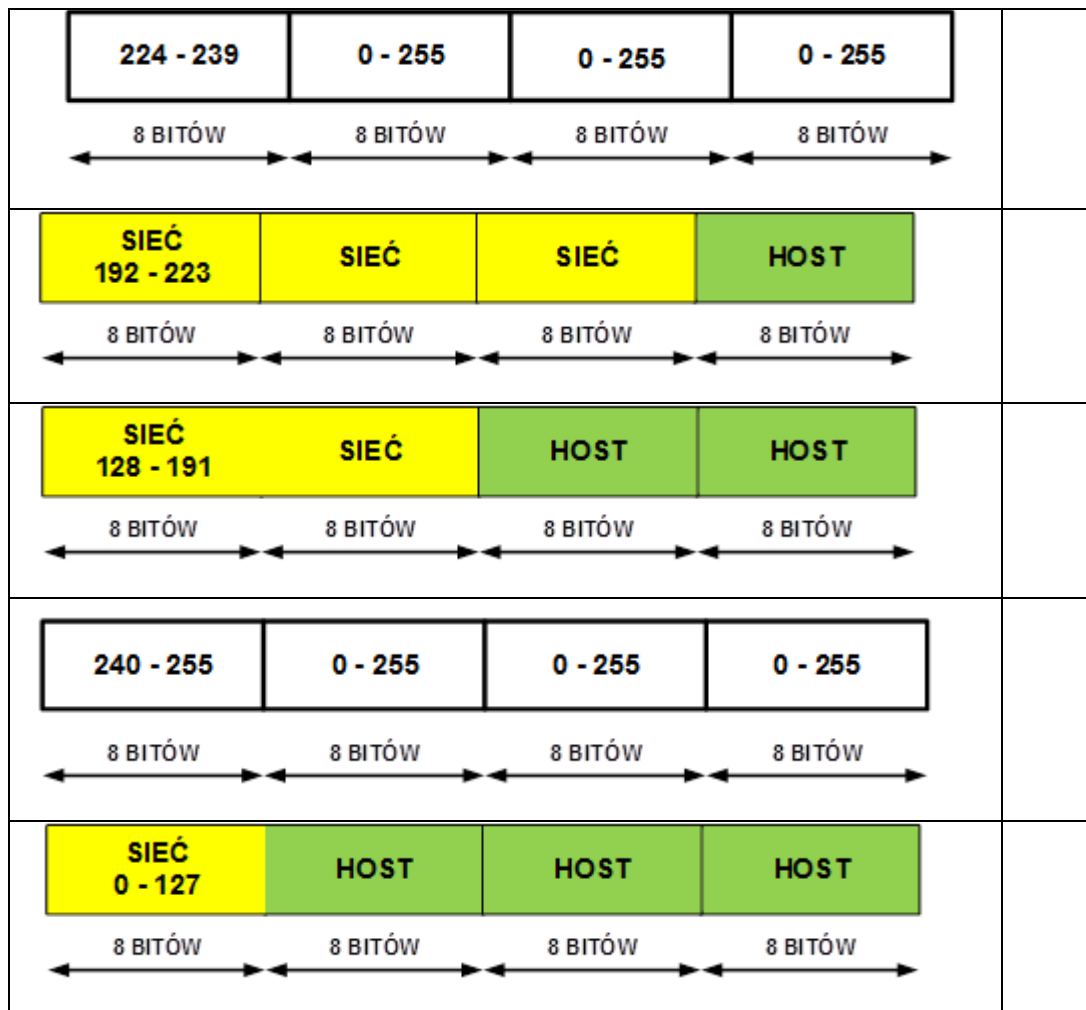 224 - 239 0 - 255 0 - 255 0 - 255
8 BITÓW 8 BITÓW 8 BITÓW 8 BITÓW
SIEĆ
192 - 223 SIEĆ SIEĆ HOST
8 BITÓW 8 BITÓW 8 BITÓW 8 BITÓW
SIEĆ
128 - 191 SIEĆ HOST HOST
8 BITÓW 8 BITÓW 8 BITÓW 8 BITÓW
240 - 255 0 - 255 0 - 255 0 - 255
8 BITÓW 8 BITÓW 8 BITÓW 8 BITÓW
SIEĆ
0 - 127 HOST HOST HOST
8 BITÓW 8 BITÓW 8 BITÓW 8 BITÓW